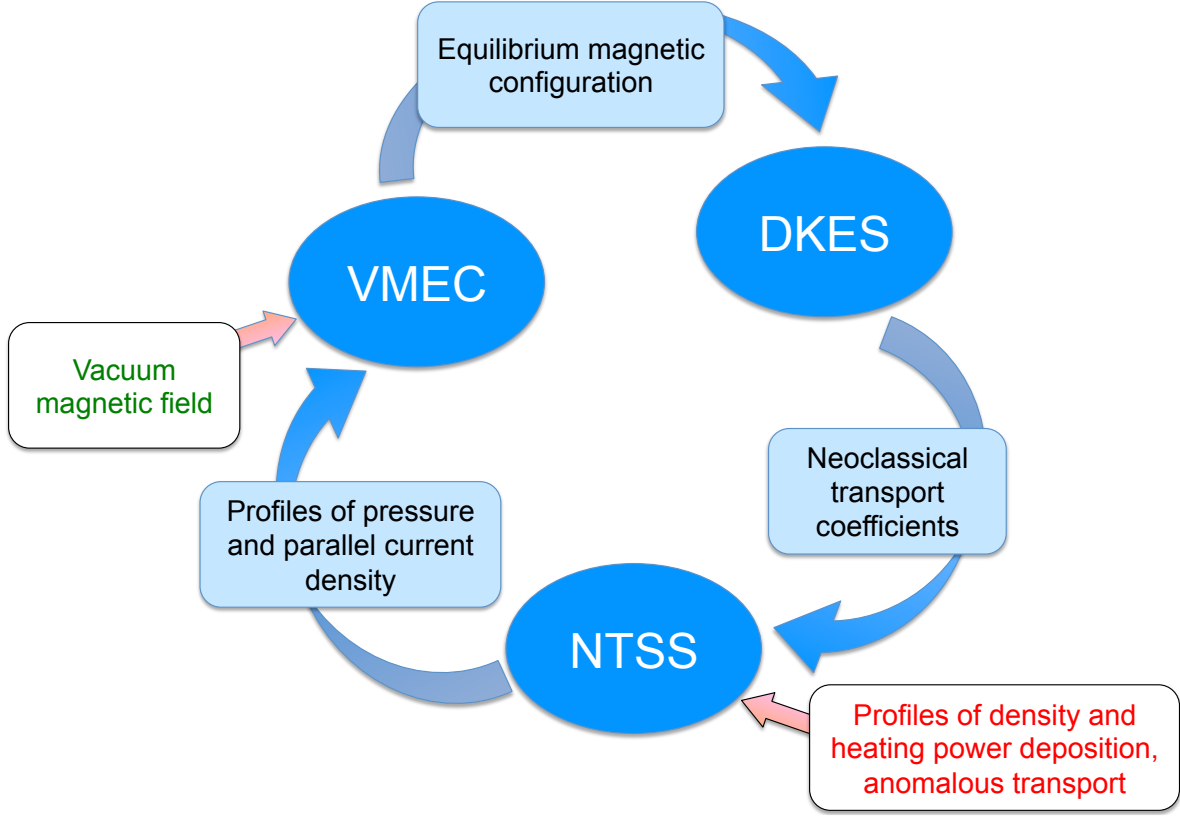 Equilibrium magnetic
configuration
DKES
VMEC
Vacuum
magnetic field
Neoclassical
transport
coefficients
Profiles of pressure
and parallel current
density
NTSS
Profiles of density and
heating power deposition,
anomalous transport